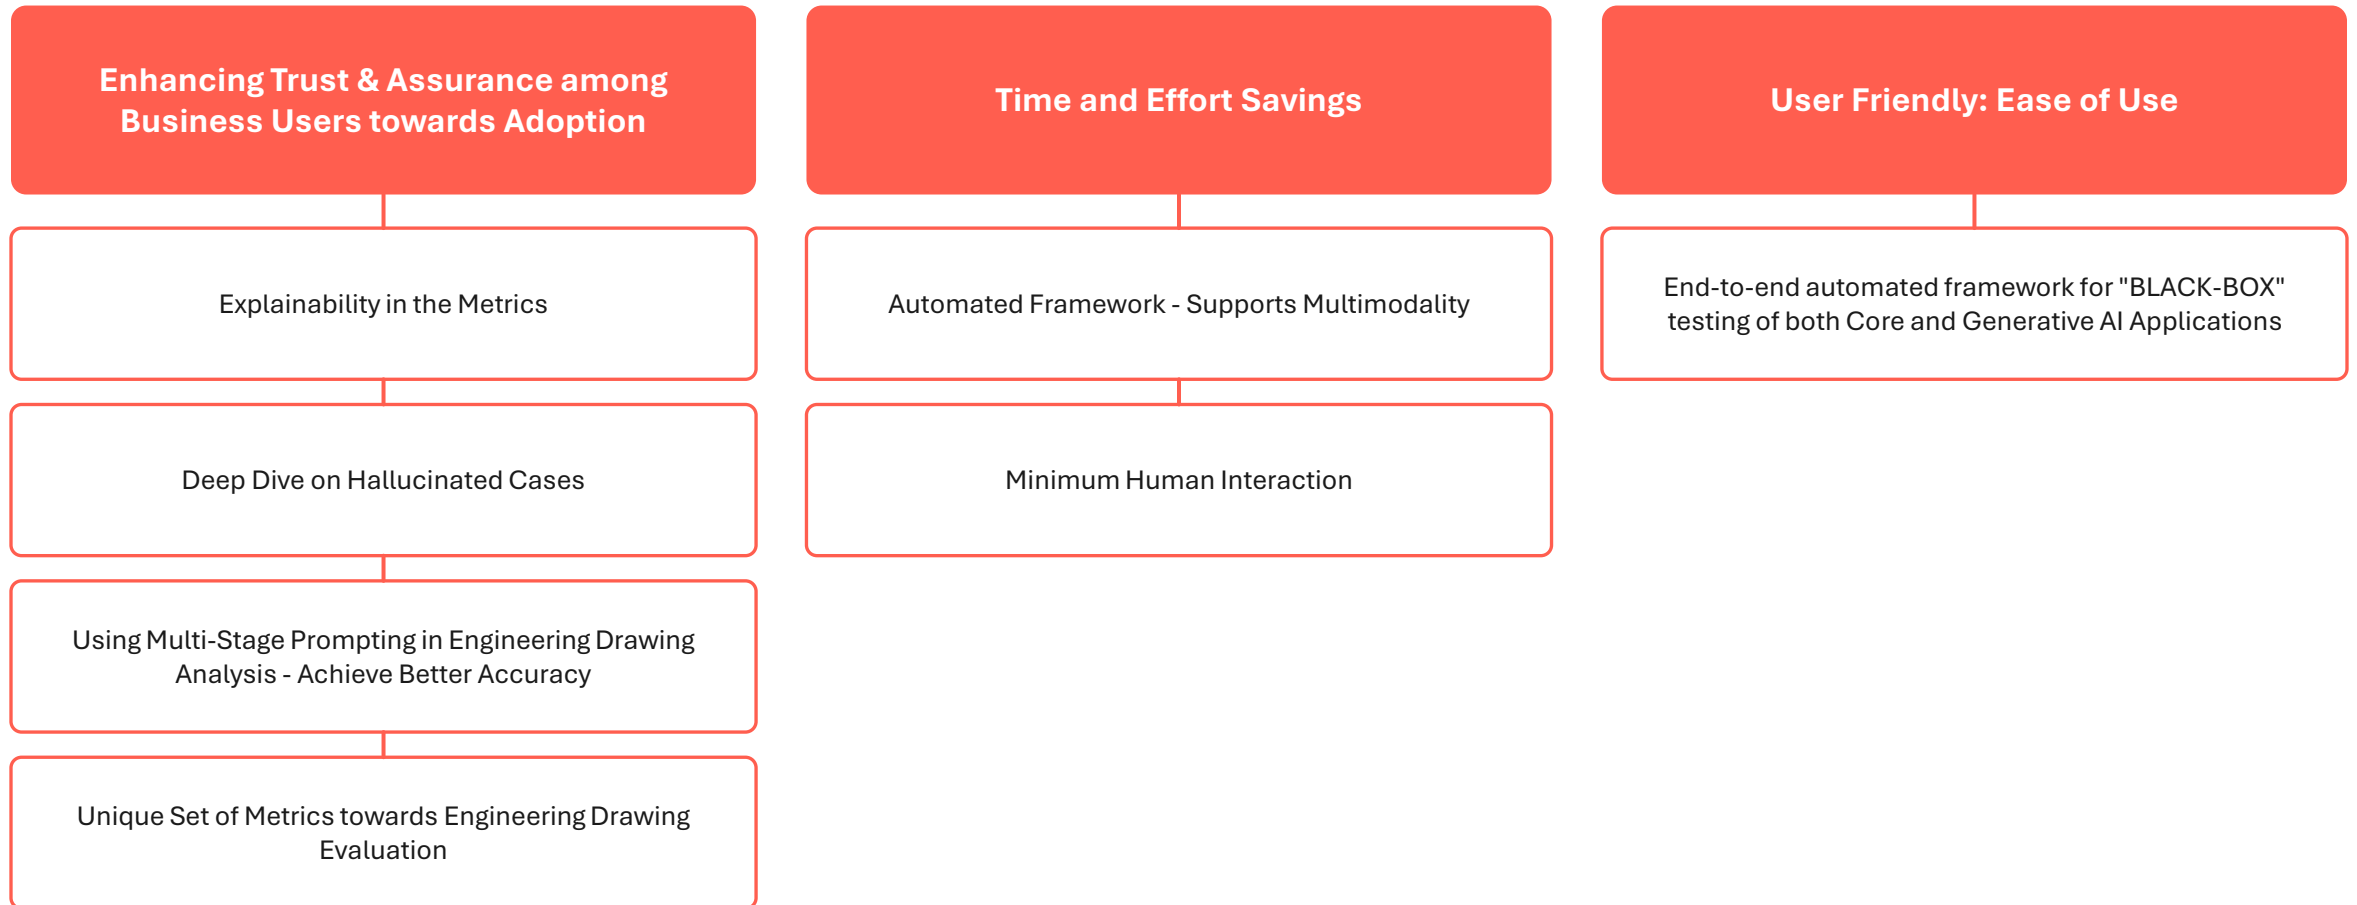 Enhancing Trust & Assurance among
Business Users towards Adoption
Explainability in the Metrics
Deep Dive on Hallucinated Cases
Using Multi-Stage Prompting in Engineering Drawing
Analysis - Achieve Better Accuracy
Unique Set of Metrics towards Engineering Drawing
Evaluation
Time and Effort Savings
Automated Framework - Supports Multimodality
Minimum Human Interaction
User Friendly: Ease of Use
End-to-end automated framework for "BLACK-BOX"
testing of both Core and Generative AI Applications